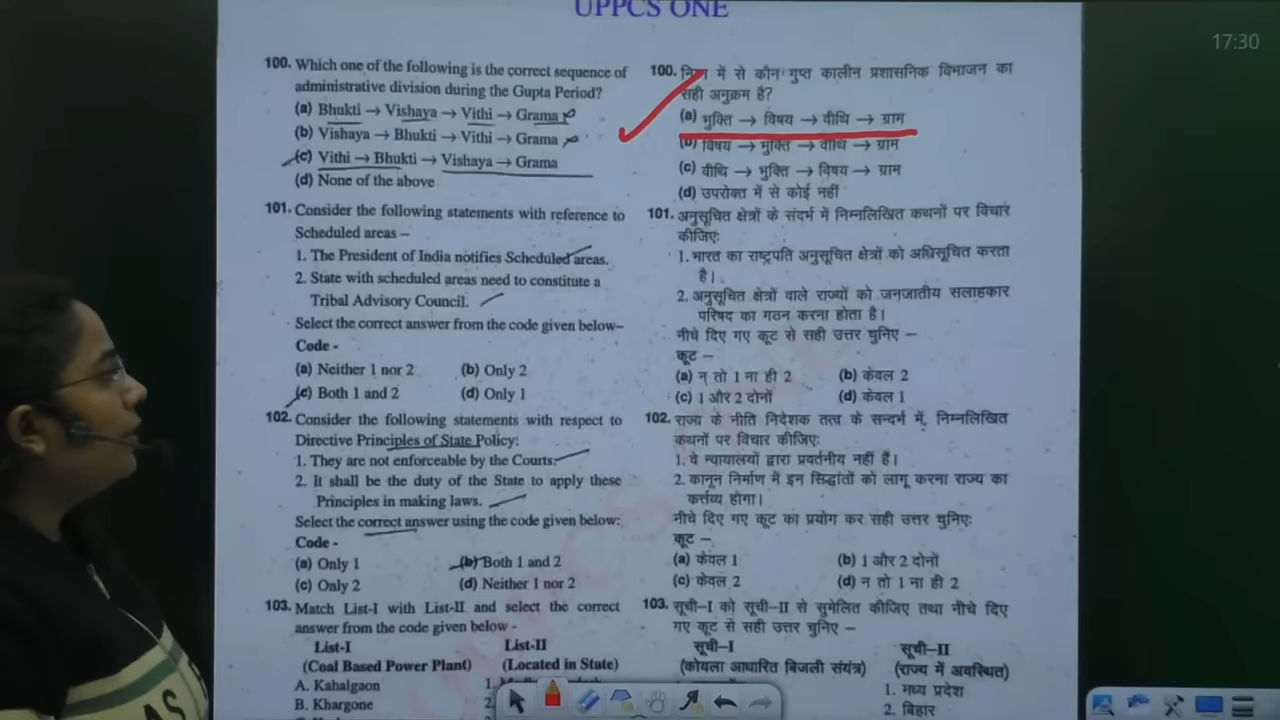 UPPCS ONE
17:30
100. Which one of the following is the correct sequence of
administrative division during the Gupta Period?
(a) Bhukti → Vishaya → Vithi → Grama
(b) Vishaya → Bhukti → Vithi → Grama
(c) Vithi → Bhukti → Vishaya → Grama
(d) None of the above
101. Consider the following statements with reference to
Scheduled areas –
1. The President of India notifies Scheduled areas.
2. State with scheduled areas need to constitute a
Tribal Advisory Council.
Select the correct answer from the code given below–
Code -
(a) Neither 1 nor 2 (b) Only 2
(c) Both 1 and 2 (d) Only 1
102. Consider the following statements with respect to
Directive Principles of State Policy:
1. They are not enforceable by the Courts.
2. It shall be the duty of the State to apply these
Principles in making laws.
Select the correct answer using the code given below:
Code -
(a) Only 1 (b) Both 1 and 2
(c) Only 2 (d) Neither 1 nor 2
103. Match List-I with List-II and select the correct
answer from the code given below -
List-I List-II
(Coal Based Power Plant) (Located in State)
A. Kahalgaon 1.
B. Khargone 2.
100. में से कौन गुप्त कालीन प्रशासनिक विभाजन का
सही अनुक्रम है?
(a) भुक्ति → विषय → वीथि → ग्राम
(b) विषय → भुक्ति → वीथि → ग्राम
(c) वीथि → भुक्ति → विषय → ग्राम
(d) उपरोक्त में से कोई नहीं
101. अनुसूचित क्षेत्रों के संदर्भ में निम्नलिखित कथनों पर विचार
कीजिए:
1. भारत का राष्ट्रपति अनुसूचित क्षेत्रों को अधिसूचित करता
है।
2. अनुसूचित क्षेत्रों वाले राज्यों को जनजातीय सलाहकार
परिषद का गठन करना होता है।
नीचे दिए गए कूट से सही उत्तर चुनिए –
कूट –
(a) न तो 1 ना ही 2 (b) केवल 2
(c) 1 और 2 दोनों (d) केवल 1
102. राज्य के नीति निदेशक तत्व के सन्दर्भ में, निम्नलिखित
कथनों पर विचार कीजिए:
1. वे न्यायालयों द्वारा प्रवर्तनीय नहीं हैं।
2. कानून निर्माण में इन सिद्धांतों को लागू करना राज्य का
कर्त्तव्य होगा।
नीचे दिए गए कूट का प्रयोग कर सही उत्तर चुनिए:
कूट –
(a) केवल 1 (b) 1 और 2 दोनों
(c) केवल 2 (d) न तो 1 ना ही 2
103. सूची-I को सूची-II से सुमेलित कीजिए तथा नीचे दिए
गए कूट से सही उत्तर चुनिए –
सूची-I सूची-II
(कोयला आधारित बिजली संयंत्र) (राज्य में अवस्थित)
1. मध्य प्रदेश
2. बिहार
AS